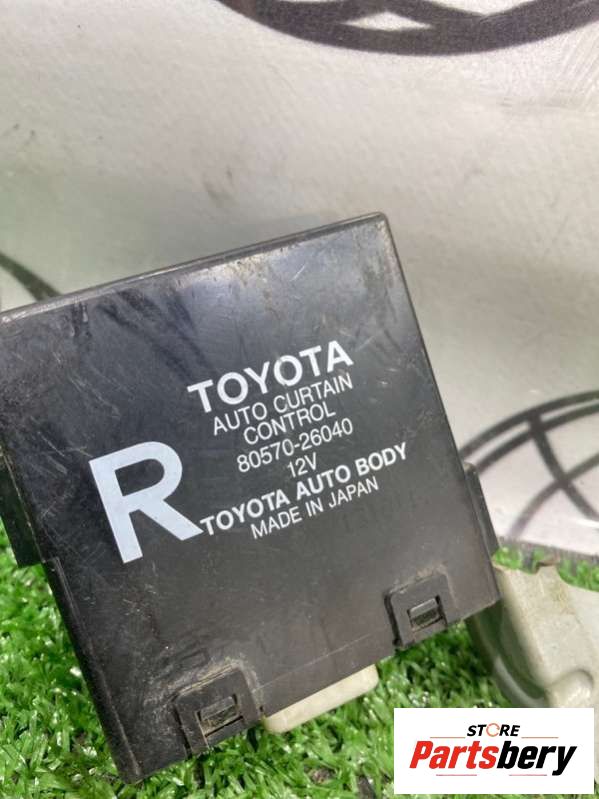 TOYOTA
AUTO CURTAIN
CONTROL
80570-26040
12V
R
TOYOTA AUTO BODY
MADE IN JAPAN
STORE
Partsbery